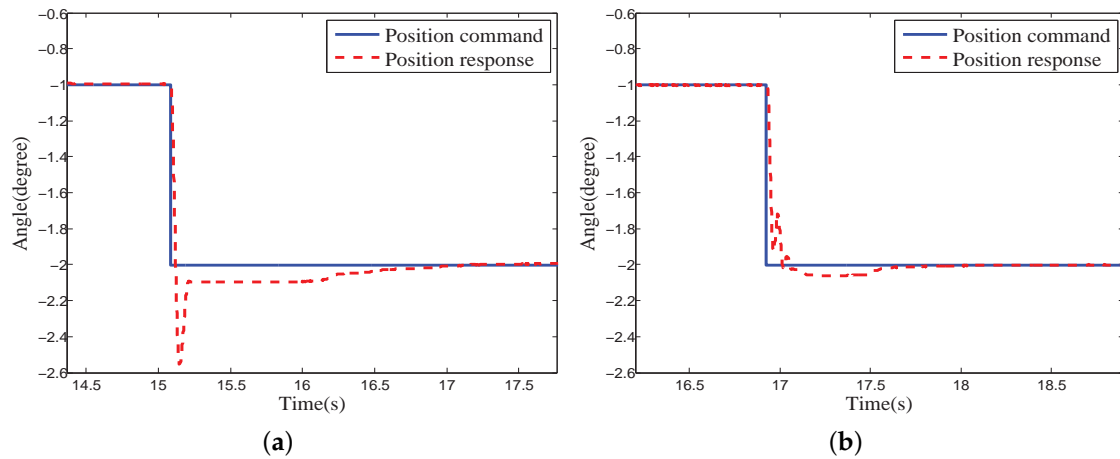 -0.6
-0.8
-1
-1.2
-1.4
-1.6
-1.8
-2
-2.2
-2.4
-2.6
Angle(degree)
Position command
Position response
14.5 15 15.5 16 16.5 17 17.5
Time(s)
(a)
-0.6
-0.8
-1
-1.2
-1.4
-1.6
-1.8
-2
-2.2
-2.4
-2.6
Angle(degree)
Position command
Position response
16.5 17 17.5 18 18.5
Time(s)
(b)